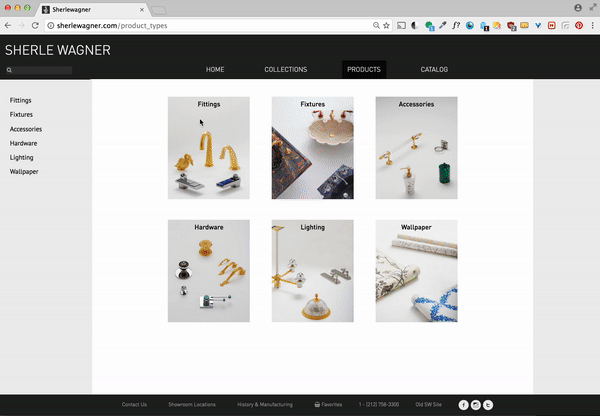 Sherlewagner
sherlewagner.com/product_types
SHERLE WAGNER
HOME COLLECTIONS PRODUCTS CATALOG
Fittings
Fixtures
Accessories
Hardware
Lighting
Wallpaper
Fittings Fixtures Accessories
Hardware Lighting Wallpaper
Contact Us Showroom Locations History & Manufacturing Favorites 1 - (212) 758-3300 Old SW Site